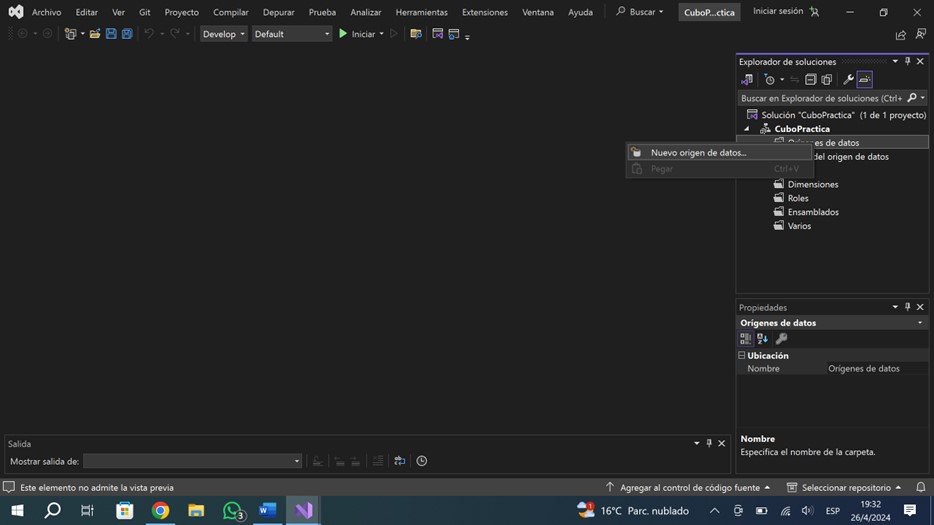 Archivo Editar Ver Git Proyecto Compilar Depurar Prueba Analizar Herramientas Extensiones Ventana Ayuda Buscar CuboP...ctica Iniciar sesión
Develop Default Iniciar
Explorador de soluciones
Buscar en Explorador de soluciones (Ctrl+
Solución "CuboPractica" (1 de 1 proyecto)
CuboPractica
Orígenes de datos
Nuevo origen de datos...
del origen de datos
Pegar Ctrl+V
Dimensiones
Roles
Ensamblados
Varios
Propiedades
Orígenes de datos
Ubicación
Nombre Orígenes de datos
Nombre
Especifica el nombre de la carpeta.
Salida
Mostrar salida de:
Este elemento no admite la vista previa Agregar al control de código fuente Seleccionar repositorio
3 16°C Parc. nublado ESP 19:32
26/4/2024